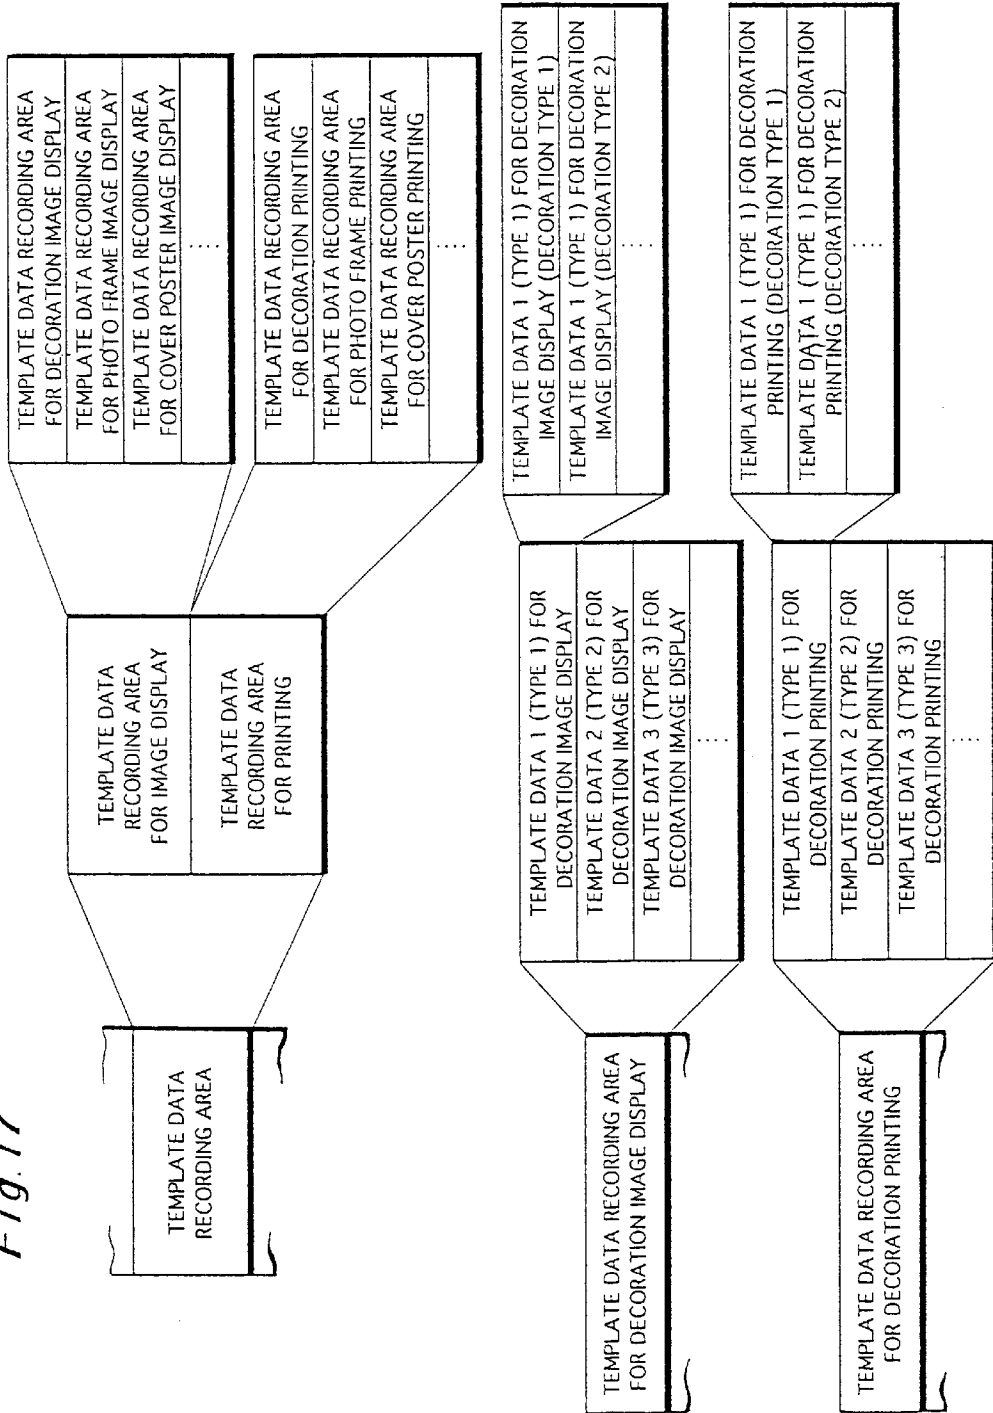 Fig. 17
TEMPLATE DATA
RECORDING AREA
TEMPLATE DATA
RECORDING AREA
FOR IMAGE DISPLAY
TEMPLATE DATA
RECORDING AREA
FOR PRINTING
TEMPLATE DATA RECORDING AREA
FOR DECORATION IMAGE DISPLAY
TEMPLATE DATA RECORDING AREA
FOR PHOTO FRAME IMAGE DISPLAY
TEMPLATE DATA RECORDING AREA
FOR COVER POSTER IMAGE DISPLAY
....
TEMPLATE DATA RECORDING AREA
FOR DECORATION PRINTING
TEMPLATE DATA RECORDING AREA
FOR PHOTO FRAME PRINTING
TEMPLATE DATA RECORDING AREA
FOR COVER POSTER PRINTING
....
TEMPLATE DATA RECORDING AREA
FOR DECORATION IMAGE DISPLAY
TEMPLATE DATA 1 (TYPE 1) FOR
DECORATION IMAGE DISPLAY
TEMPLATE DATA 2 (TYPE 2) FOR
DECORATION IMAGE DISPLAY
TEMPLATE DATA 3 (TYPE 3) FOR
DECORATION IMAGE DISPLAY
....
TEMPLATE DATA 1 (TYPE 1) FOR DECORATION
IMAGE DISPLAY (DECORATION TYPE 1)
TEMPLATE DATA 1 (TYPE 1) FOR DECORATION
IMAGE DISPLAY (DECORATION TYPE 2)
....
TEMPLATE DATA RECORDING AREA
FOR DECORATION PRINTING
TEMPLATE DATA 1 (TYPE 1) FOR
DECORATION PRINTING
TEMPLATE DATA 2 (TYPE 2) FOR
DECORATION PRINTING
TEMPLATE DATA 3 (TYPE 3) FOR
DECORATION PRINTING
....
TEMPLATE DATA 1 (TYPE 1) FOR DECORATION
PRINTING (DECORATION TYPE 1)
TEMPLATE DATA 1 (TYPE 1) FOR DECORATION
PRINTING (DECORATION TYPE 2)
....